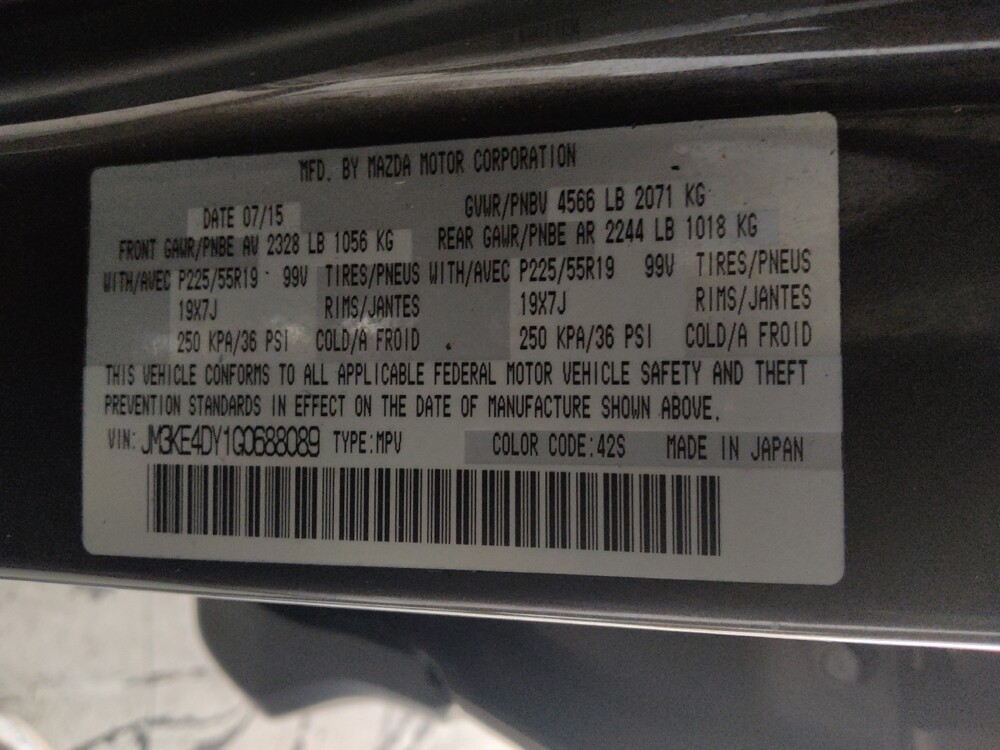 MFD. BY MAZDA MOTOR CORPORATION
DATE 07/15 GVWR/PNBV 4566 LB 2071 KG
FRONT GAWR/PNBE AV 2328 LB 1056 KG REAR GAWR/PNBE AR 2244 LB 1018 KG
WITH/AVEC P225/55R19 99V TIRES/PNEUS WITH/AVEC P225/55R19 99V TIRES/PNEUS
19X7J RIMS/JANTES 19X7J RIMS/JANTES
250 KPA/36 PSI COLD/A FROID 250 KPA/36 PSI COLD/A FROID
THIS VEHICLE CONFORMS TO ALL APPLICABLE FEDERAL MOTOR VEHICLE SAFETY AND THEFT
PREVENTION STANDARDS IN EFFECT ON THE DATE OF MANUFACTURE SHOWN ABOVE.
VIN: JM3KE4DY1G0688089 TYPE:MPV COLOR CODE:42S MADE IN JAPAN